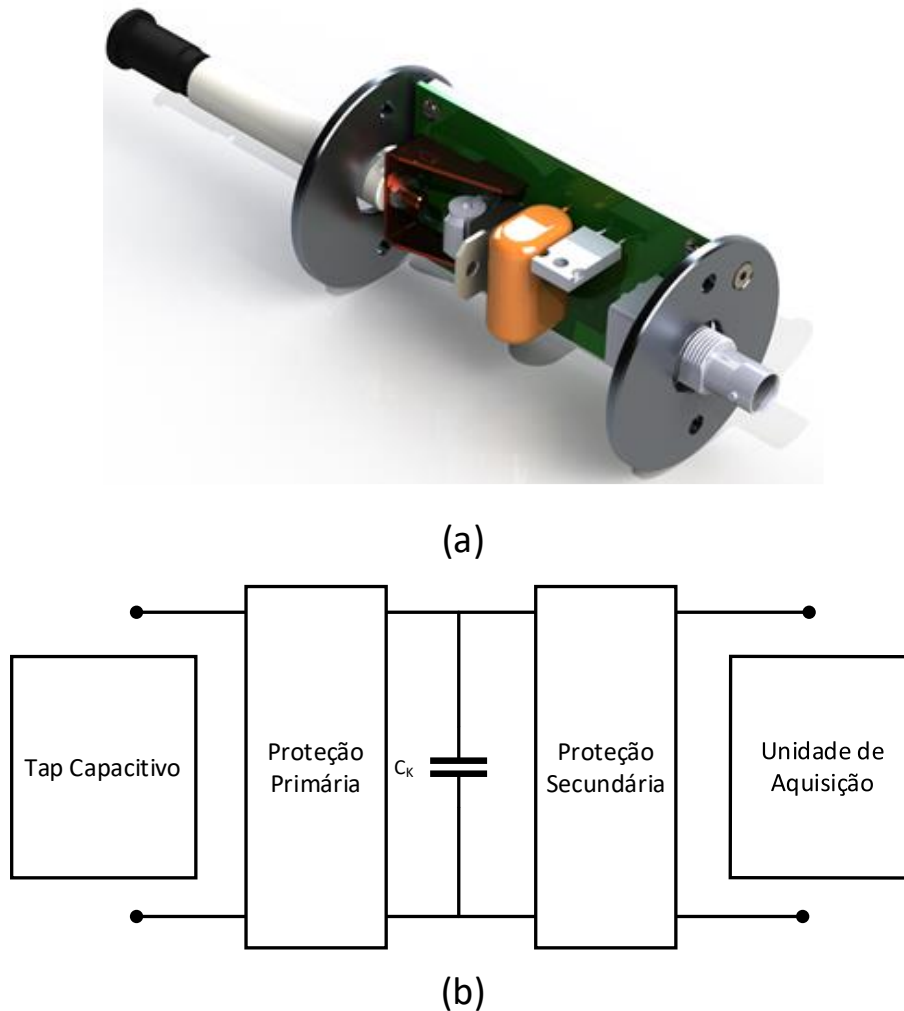 (a)
Tap Capacitivo
Proteção
Primária
C_K
Proteção
Secundária
Unidade de
Aquisição
(b)